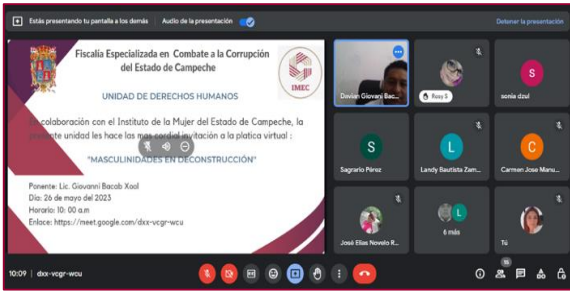 Estás presentando tu pantalla a los demás
Audio de la presentación
Detener la presentación
Fiscalía Especializada en Combate a la Corrupción
del Estado de Campeche
IMEC
UNIDAD DE DERECHOS HUMANOS
colaboración con el Instituto de la Mujer del Estado de Campeche, la
unidad les hace las mas cordial invitación a la platica virtual :
"MASCULINIDADES EN DECONSTRUCCIÓN"
Ponente: Lic. Giovanni Bacab Xool
Día: 26 de mayo del 2023
Horario: 10: 00 a.m
Enlace: https://meet.google.com/dxx-vcgr-wcu
Davian Giovani Bac...
Rosy S
S
sonia dzul
S
Sagrario Pérez
L
Landy Bautista Zam...
C
Carmen Jose Manu...
José Elías Novelo R...
L
6 más
Tú
10:09 | dxx-vcgr-wcu